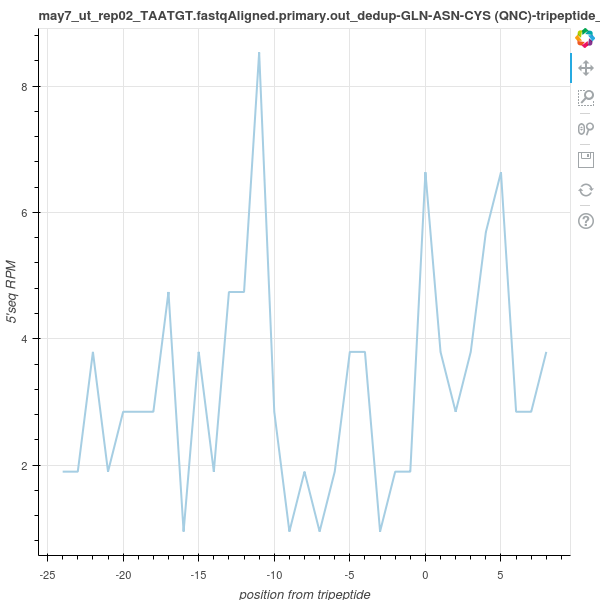 may7_ut_rep02_TAATGT.fastqAligned.primary.out_dedup-GLN-ASN-CYS (QNC)-tripeptide_
8
6
4
2
5'seq RPM
-25 -20 -15 -10 -5 0 5
position from tripeptide